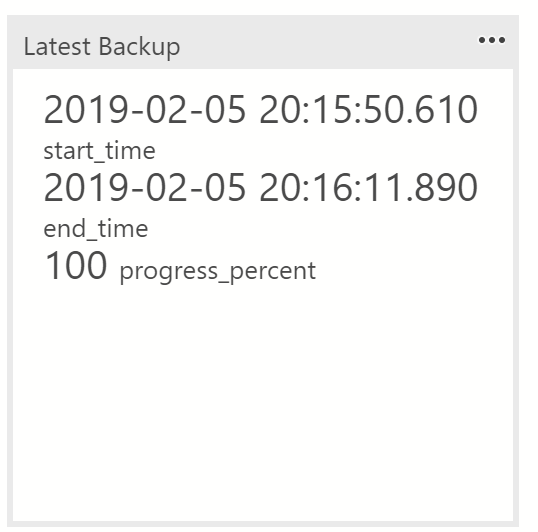 Latest Backup
2019-02-05 20:15:50.610
start_time
2019-02-05 20:16:11.890
end_time
100 progress_percent